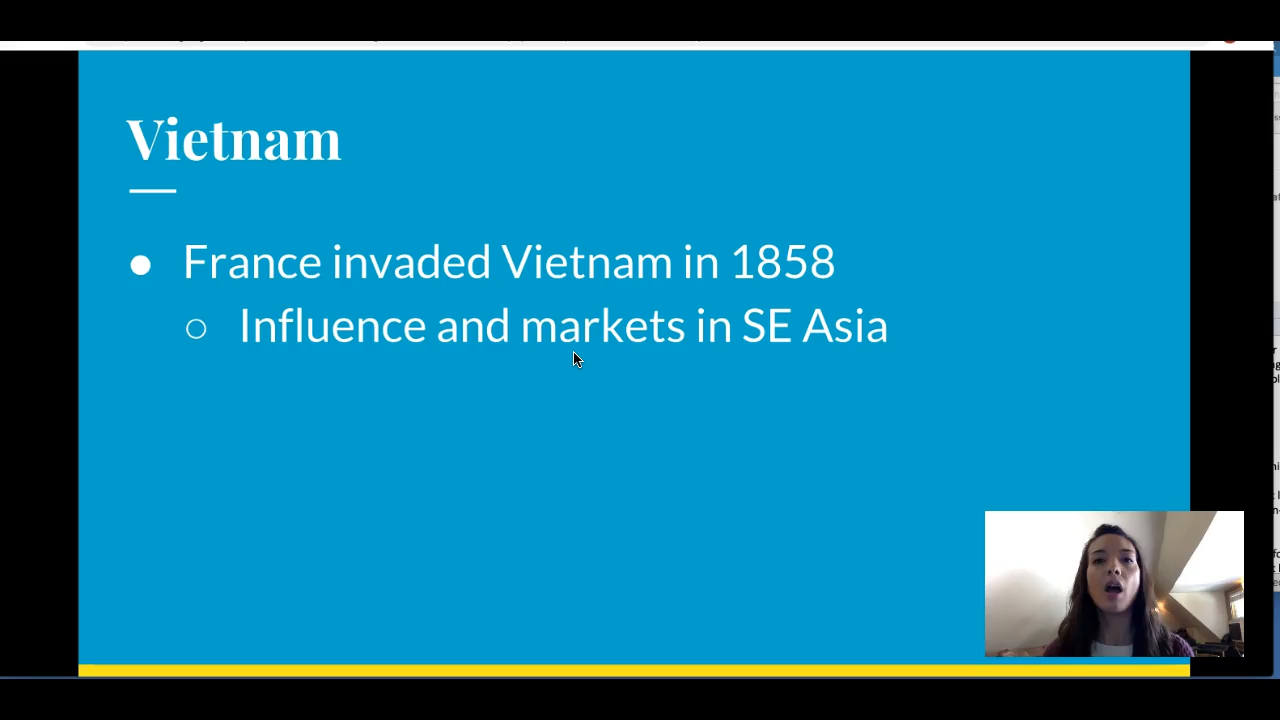 Vietnam
● France invaded Vietnam in 1858
○ Influence and markets in SE Asia